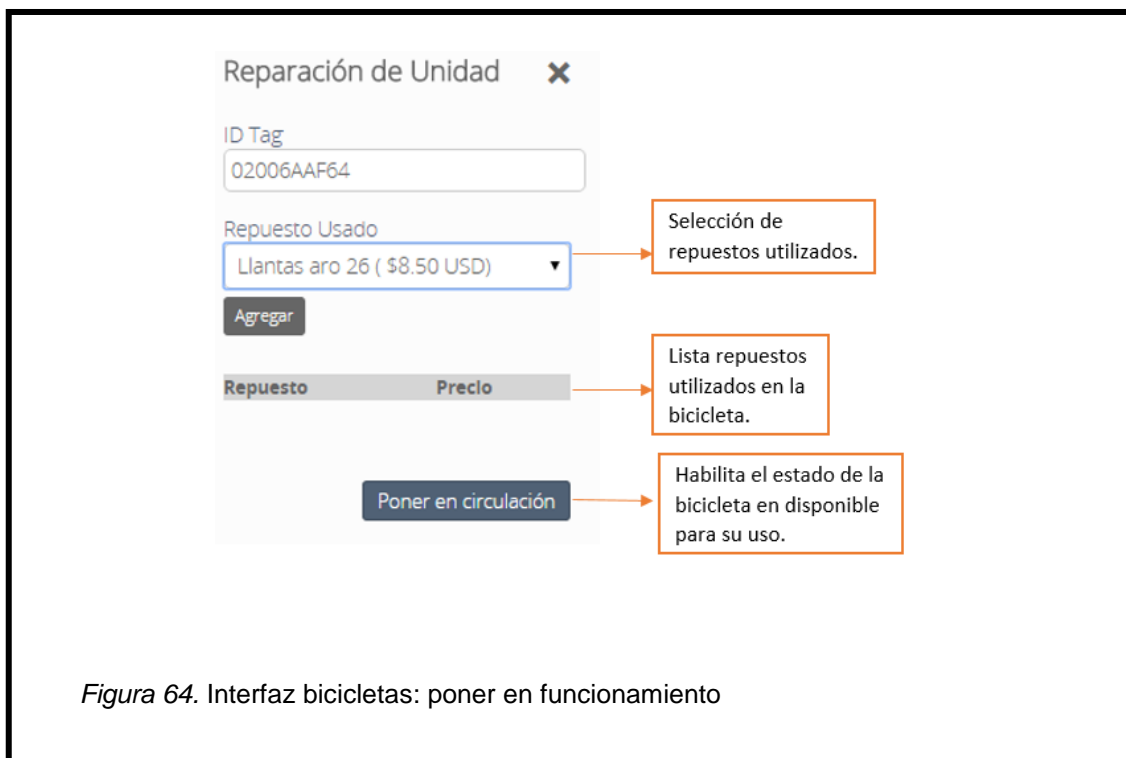 Reparación de Unidad ×
ID Tag
02006AAF64
Repuesto Usado
Llantas aro 26 ( $8.50 USD)
Agregar
Selección de
repuestos utilizados.
Repuesto Precio
Lista repuestos
utilizados en la
bicicleta.
Poner en circulación
Habilita el estado de la
bicicleta en disponible
para su uso.
Figura 64. Interfaz bicicletas: poner en funcionamiento